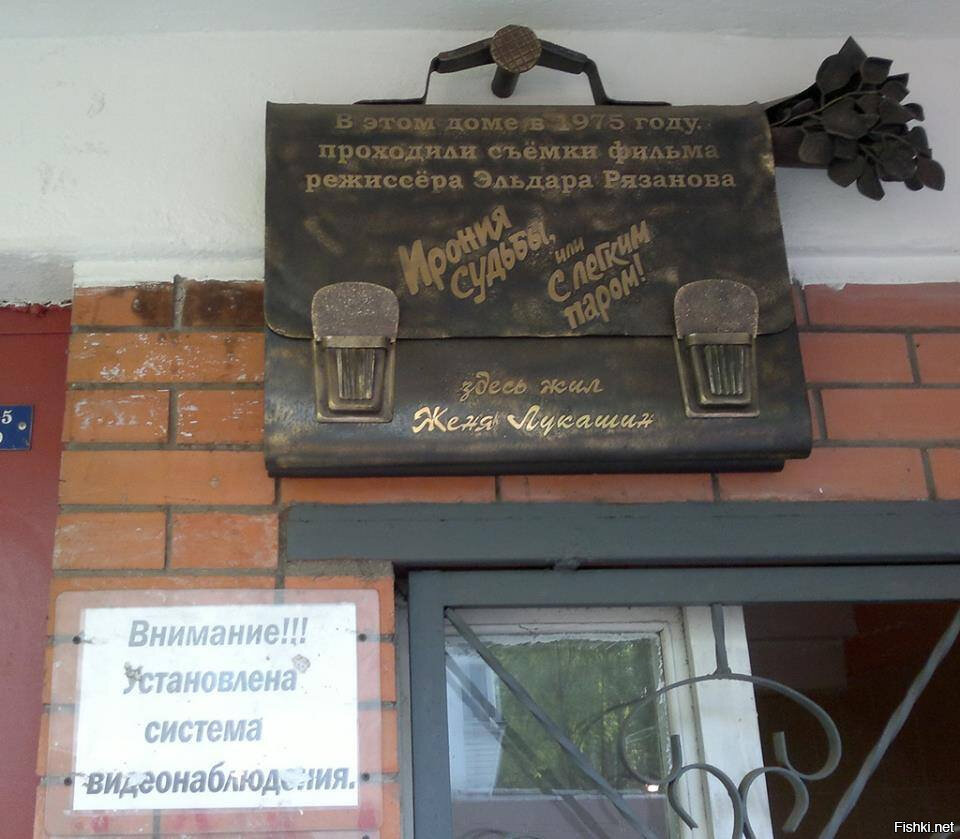 В этом доме в 1975 году.
проходили съёмки фильма
режиссёра Эльдара Рязанова
Ирония
судьбы,
или
С легким
паром!
здесь жил
Женя Лукашин
5
Внимание!!!
Установлена
система
видеонаблюдения.
Fishki.net